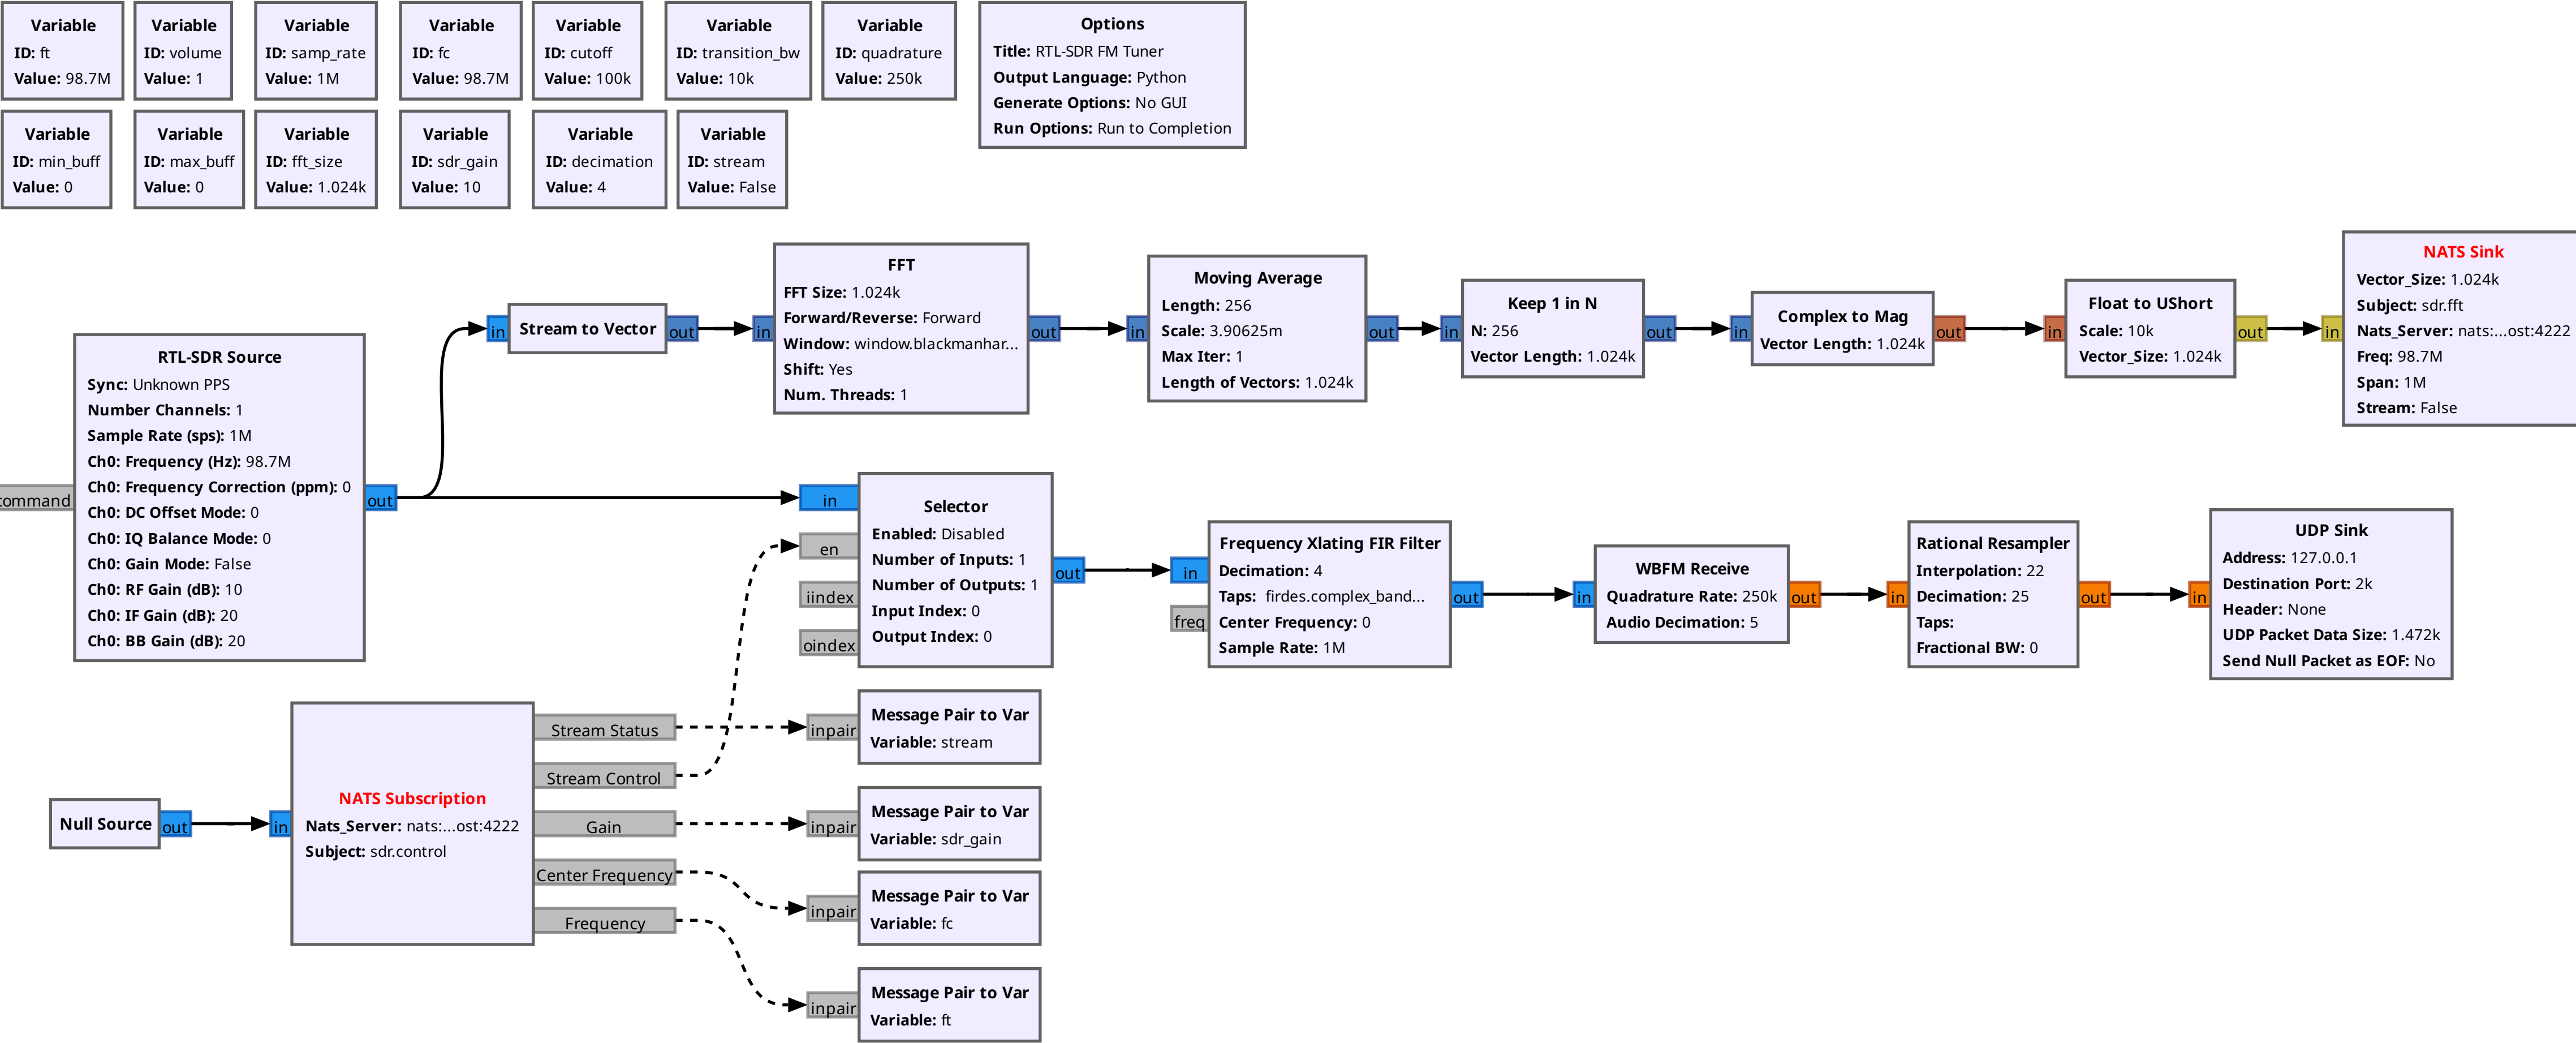 Variable
ID: ft
Value: 98.7M
Variable
ID: volume
Value: 1
Variable
ID: samp_rate
Value: 1M
Variable
ID: fc
Value: 98.7M
Variable
ID: cutoff
Value: 100k
Variable
ID: transition_bw
Value: 10k
Variable
ID: quadrature
Value: 250k
Options
Title: RTL-SDR FM Tuner
Output Language: Python
Generate Options: No GUI
Run Options: Run to Completion
Variable
ID: min_buff
Value: 0
Variable
ID: max_buff
Value: 0
Variable
ID: fft_size
Value: 1.024k
Variable
ID: sdr_gain
Value: 10
Variable
ID: decimation
Value: 4
Variable
ID: stream
Value: False
command
RTL-SDR Source
Sync: Unknown PPS
Number Channels: 1
Sample Rate (sps): 1M
Ch0: Frequency (Hz): 98.7M
Ch0: Frequency Correction (ppm): 0
Ch0: DC Offset Mode: 0
Ch0: IQ Balance Mode: 0
Ch0: Gain Mode: False
Ch0: RF Gain (dB): 10
Ch0: IF Gain (dB): 20
Ch0: BB Gain (dB): 20
out
in
Stream to Vector
out
in
FFT
FFT Size: 1.024k
Forward/Reverse: Forward
Window: window.blackmanhar...
Shift: Yes
Num. Threads: 1
out
in
Moving Average
Length: 256
Scale: 3.90625m
Max Iter: 1
Length of Vectors: 1.024k
out
in
Keep 1 in N
N: 256
Vector Length: 1.024k
out
in
Complex to Mag
Vector Length: 1.024k
out
in
Float to UShort
Scale: 10k
Vector_Size: 1.024k
out
in
NATS Sink
Vector_Size: 1.024k
Subject: sdr.fft
Nats_Server: nats:...ost:4222
Freq: 98.7M
Span: 1M
Stream: False
in
en
iindex
oindex
Selector
Enabled: Disabled
Number of Inputs: 1
Number of Outputs: 1
Input Index: 0
Output Index: 0
out
in
freq
Frequency Xlating FIR Filter
Decimation: 4
Taps: firdes.complex_band...
Center Frequency: 0
Sample Rate: 1M
out
in
WBFM Receive
Quadrature Rate: 250k
Audio Decimation: 5
out
in
Rational Resampler
Interpolation: 22
Decimation: 25
Taps:
Fractional BW: 0
out
in
UDP Sink
Address: 127.0.0.1
Destination Port: 2k
Header: None
UDP Packet Data Size: 1.472k
Send Null Packet as EOF: No
Null Source
out
in
NATS Subscription
Nats_Server: nats:...ost:4222
Subject: sdr.control
Stream Status
Stream Control
Gain
Center Frequency
Frequency
inpair
Message Pair to Var
Variable: stream
inpair
Message Pair to Var
Variable: sdr_gain
inpair
Message Pair to Var
Variable: fc
inpair
Message Pair to Var
Variable: ft